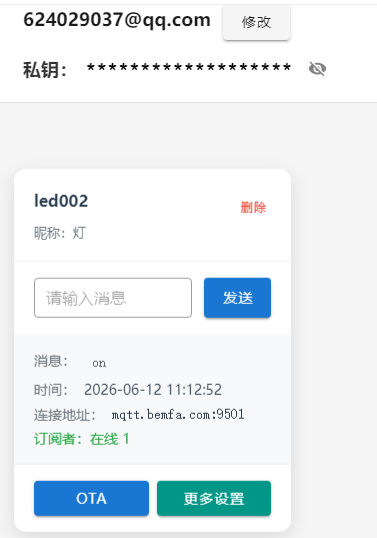 624029037@qq.com 修改
私钥： *******************
led002 删除
昵称：灯
请输入消息 发送
消息： on
时间： 2026-06-12 11:12:52
连接地址： mqtt.bemfa.com:9501
订阅者：在线 1
OTA 更多设置